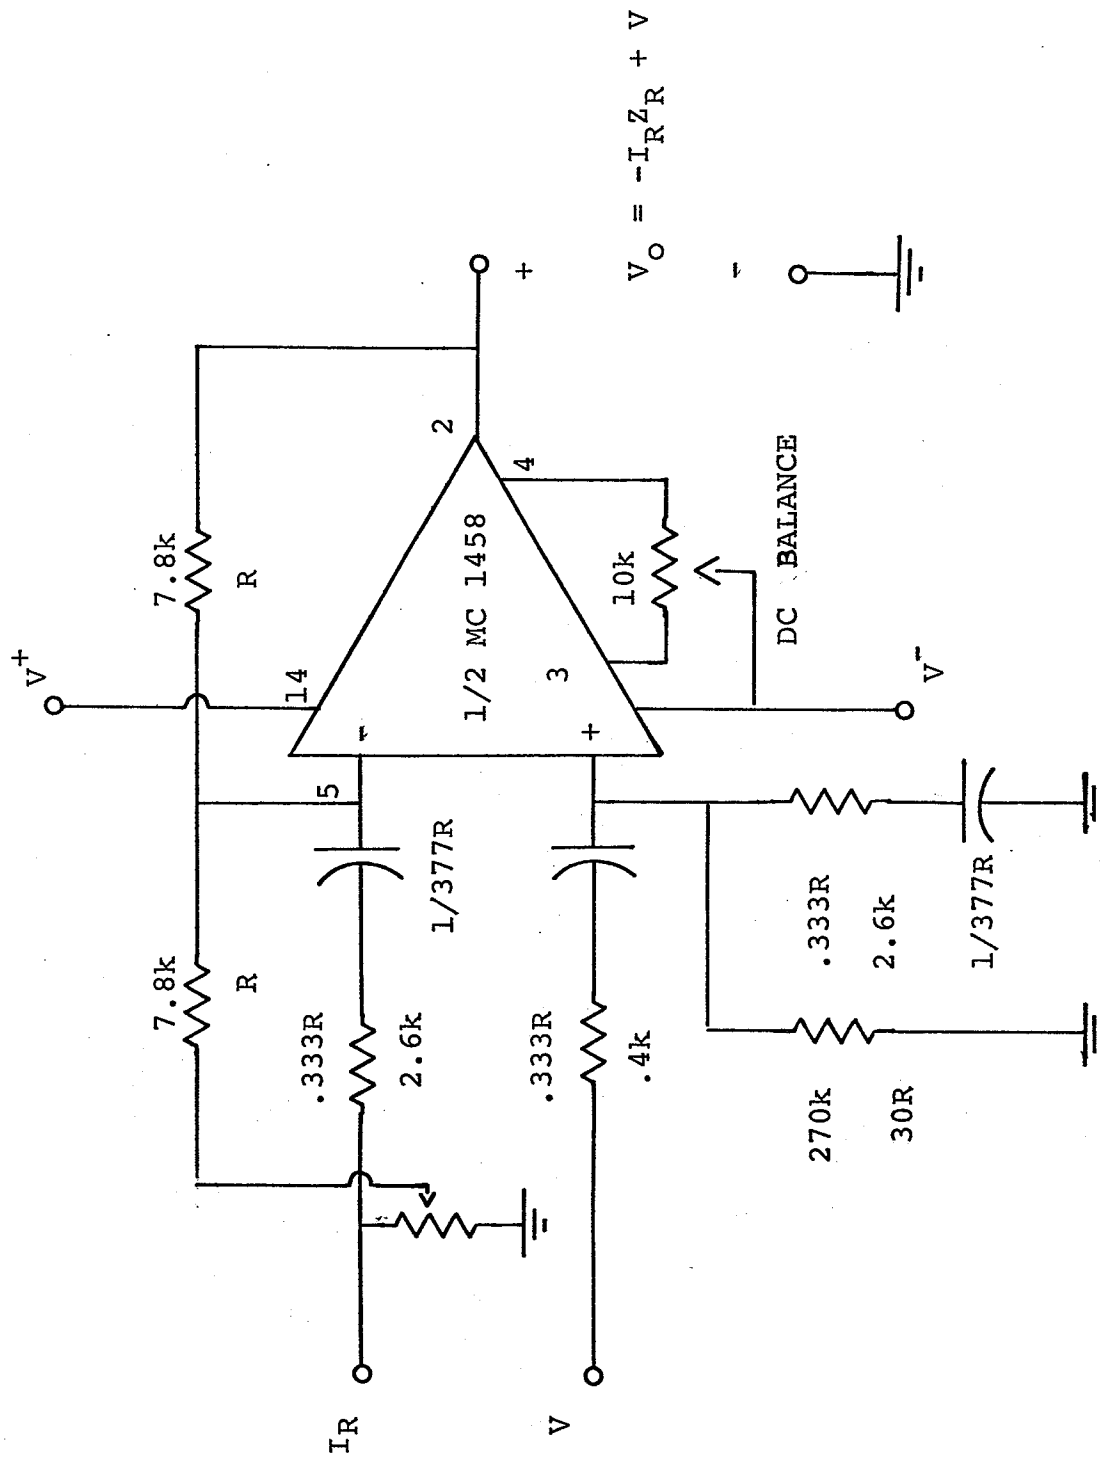 V+
7.8k
R
7.8k
R
14
5
2
IR
.333R
2.6k
1/377R
-
1/2 MC 1458
+
V
.333R
.4k
+
3
4
10k
DC BALANCE
V-
Vo = -IRZR + V
-
.333R
2.6k
1/377R
270k
30R